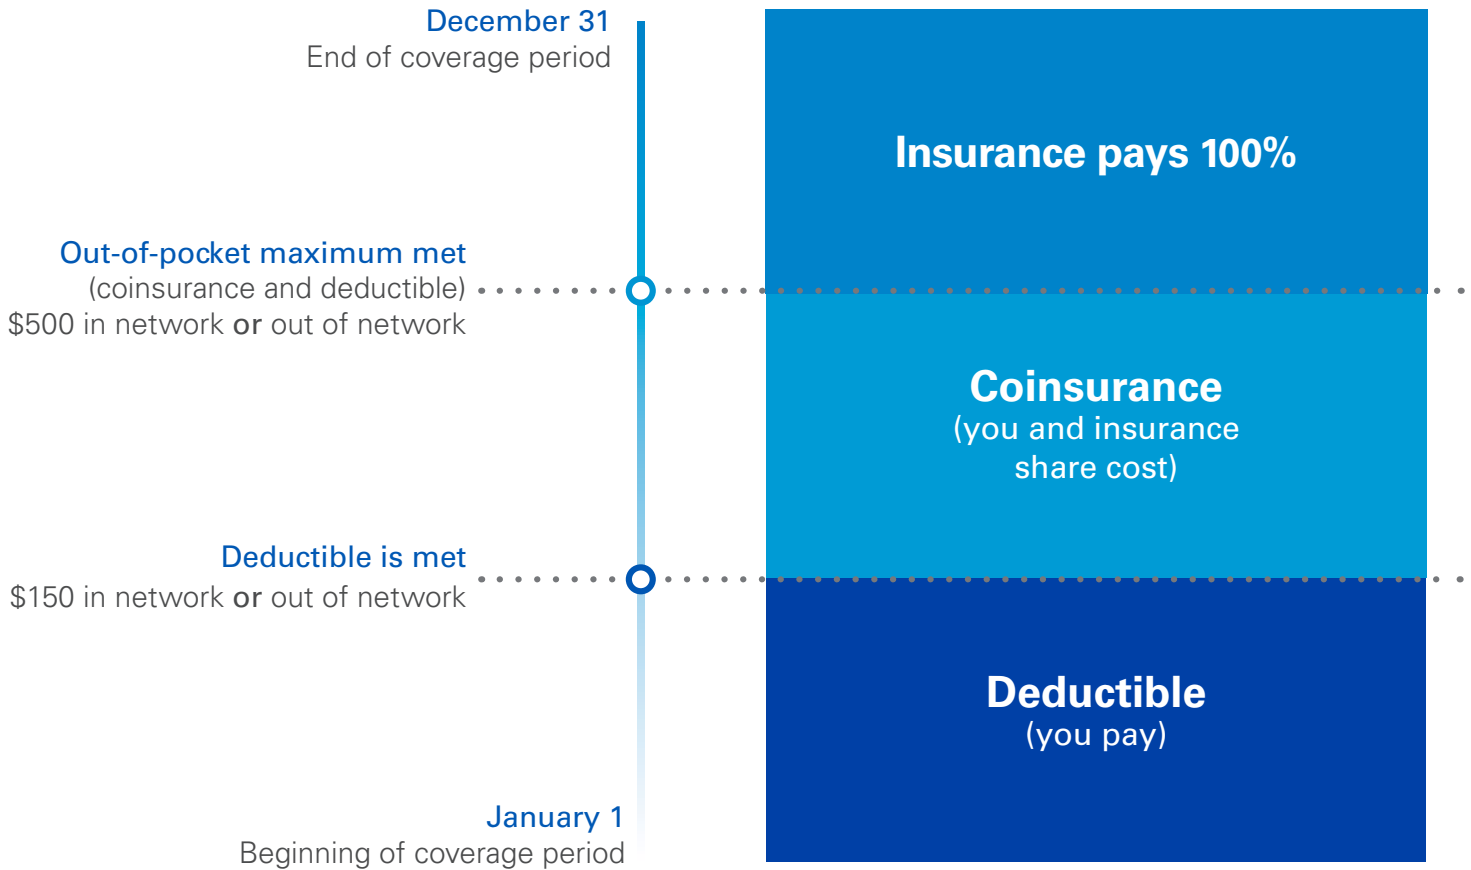 December 31
End of coverage period
Insurance pays 100%
Out-of-pocket maximum met
(coinsurance and deductible)
$500 in network or out of network
Coinsurance
(you and insurance
share cost)
Deductible is met
$150 in network or out of network
Deductible
(you pay)
January 1
Beginning of coverage period